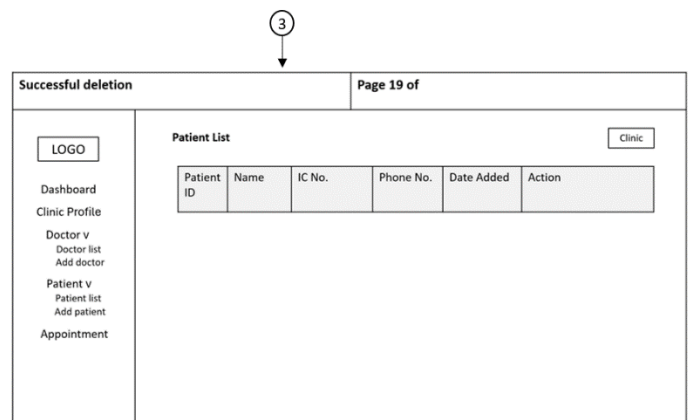 3
Successful deletion
Page 19 of
LOGO
Dashboard
Clinic Profile
Doctor v
Doctor list
Add doctor
Patient v
Patient list
Add patient
Appointment
Patient List
Clinic
Patient ID
Name
IC No.
Phone No.
Date Added
Action